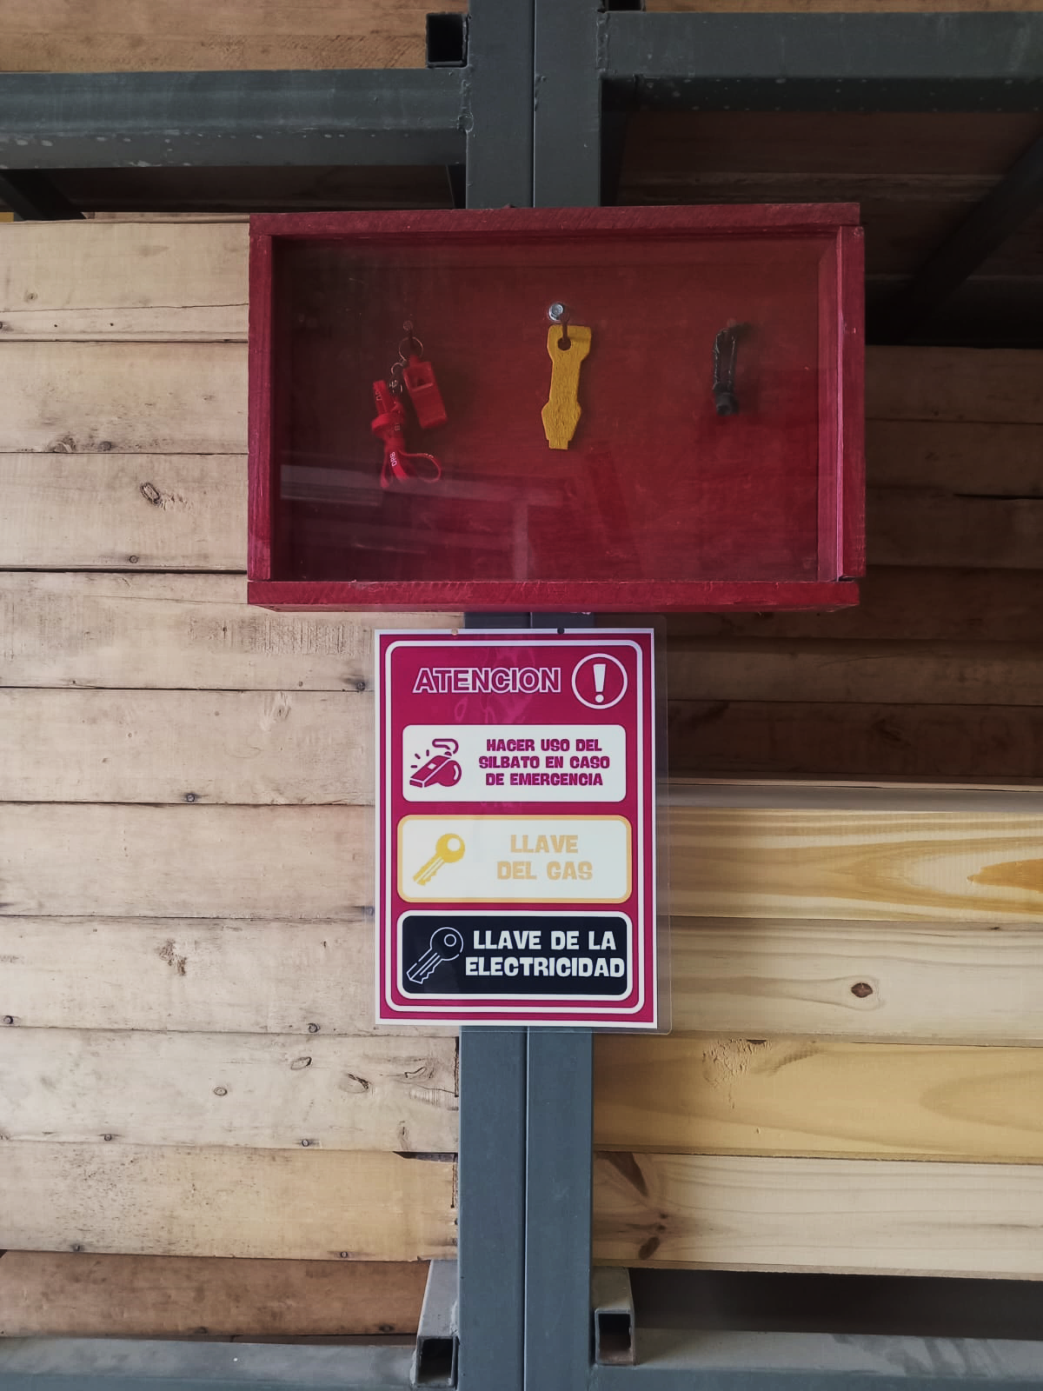 ATENCION
HACER USO DEL
SILBATO EN CASO
DE EMERGENCIA
LLAVE
DEL GAS
LLAVE DE LA
ELECTRICIDAD